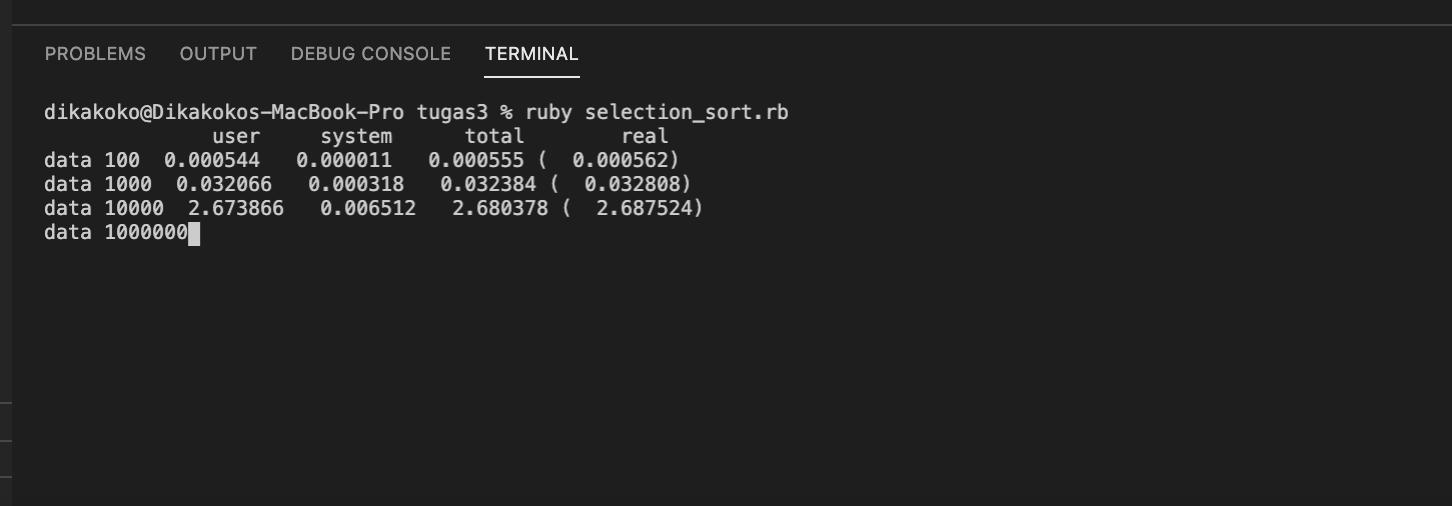 PROBLEMS OUTPUT DEBUG CONSOLE TERMINAL
dikakoko@Dikakokos-MacBook-Pro tugas3 % ruby selection_sort.rb
              user     system      total        real
data 100  0.000544   0.000011   0.000555 (  0.000562)
data 1000  0.032066   0.000318   0.032384 (  0.032808)
data 10000  2.673866   0.006512   2.680378 (  2.687524)
data 1000000